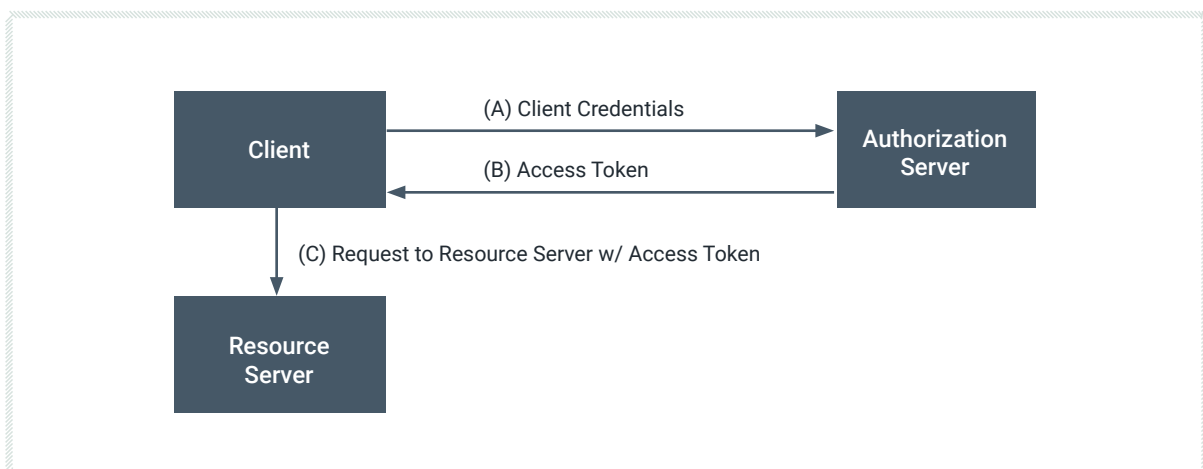 (A) Client Credentials
Client
Authorization
Server
(B) Access Token
(C) Request to Resource Server w/ Access Token
Resource
Server